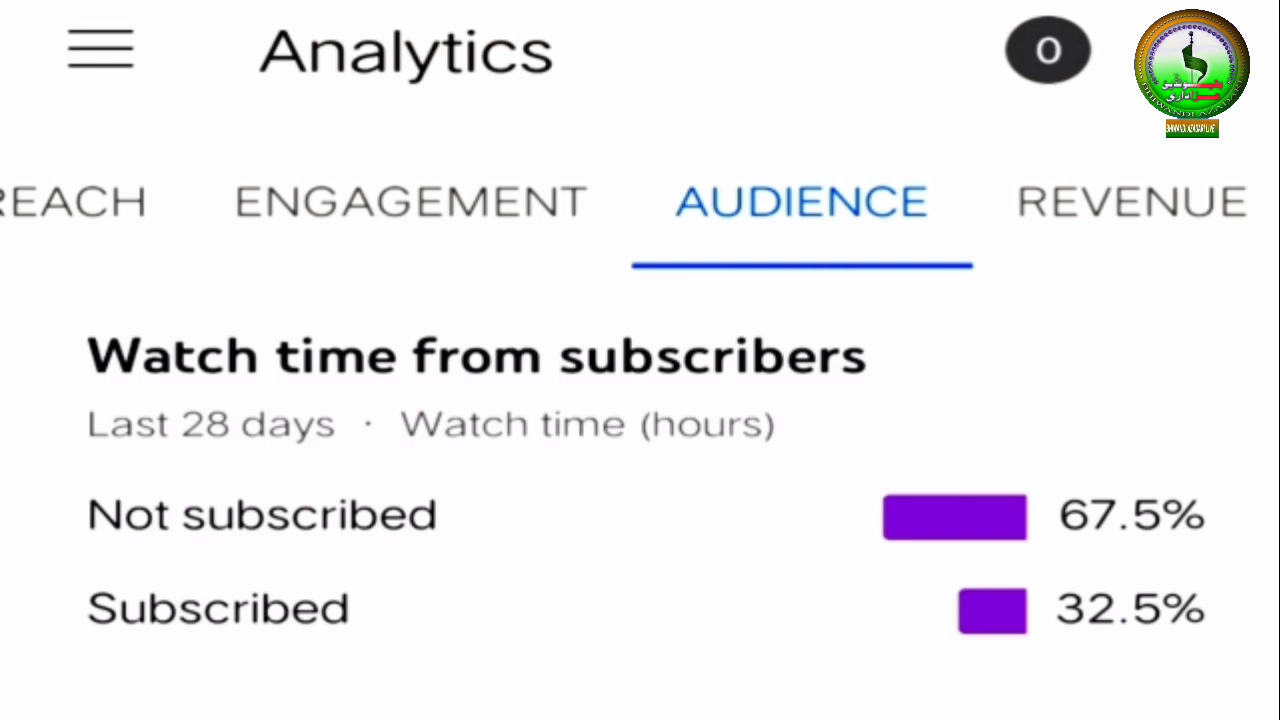 Analytics
0
REACH
ENGAGEMENT
AUDIENCE
REVENUE
Watch time from subscribers
Last 28 days · Watch time (hours)
Not subscribed
67.5%
Subscribed
32.5%